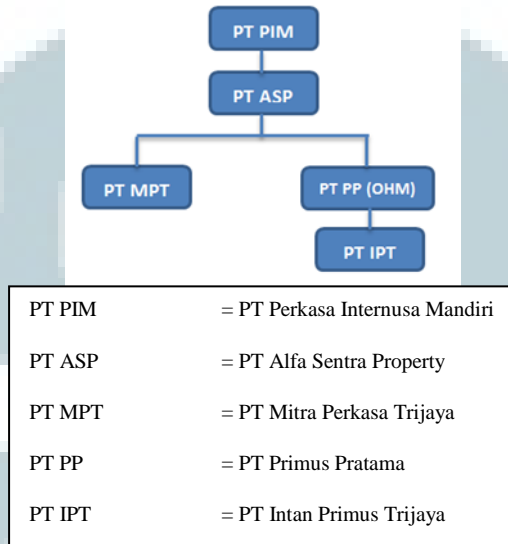 PT PIM
PT ASP
PT MPT
PT PP (OHM)
PT IPT
PT PIM = PT Perkasa Internusa Mandiri
PT ASP = PT Alfa Sentra Property
PT MPT = PT Mitra Perkasa Trijaya
PT PP = PT Primus Pratama
PT IPT = PT Intan Primus Trijaya